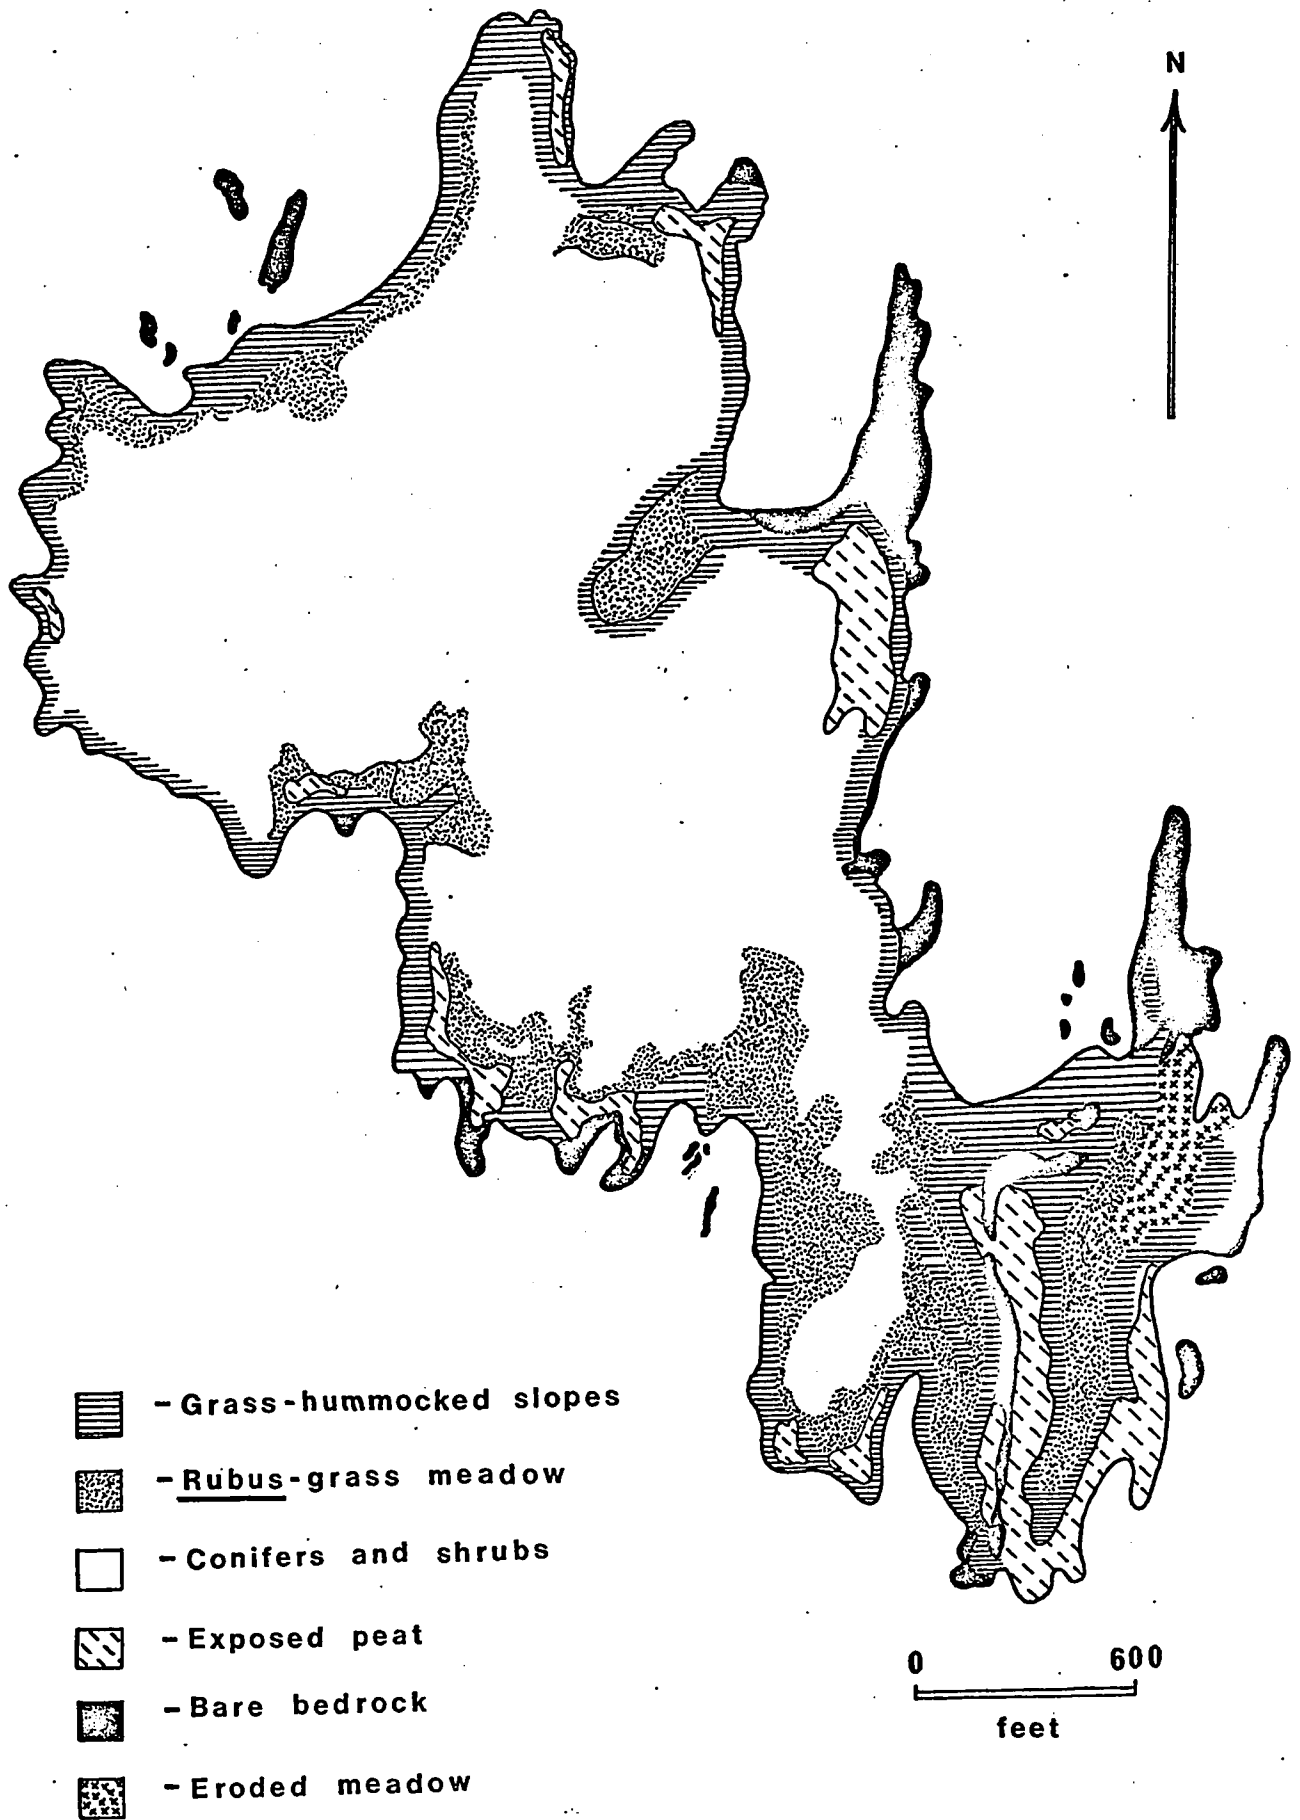 N
- Grass-hummocked slopes
- Rubus-grass meadow
- Conifers and shrubs
- Exposed peat
- Bare bedrock
- Eroded meadow
0 600
feet